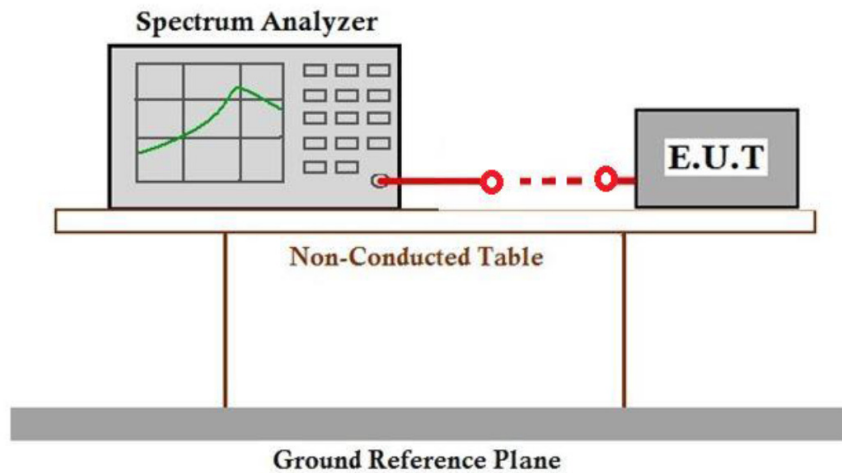 Spectrum Analyzer
E.U.T
Non-Conducted Table
Ground Reference Plane